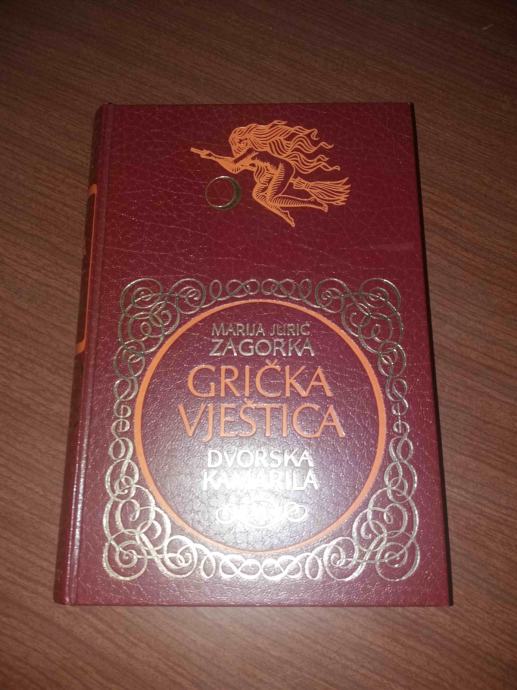 MARIJA JURIĆ
ZAGORKA
GRIČKA
VJEŠTICA
DVORSKA
KAMARILA